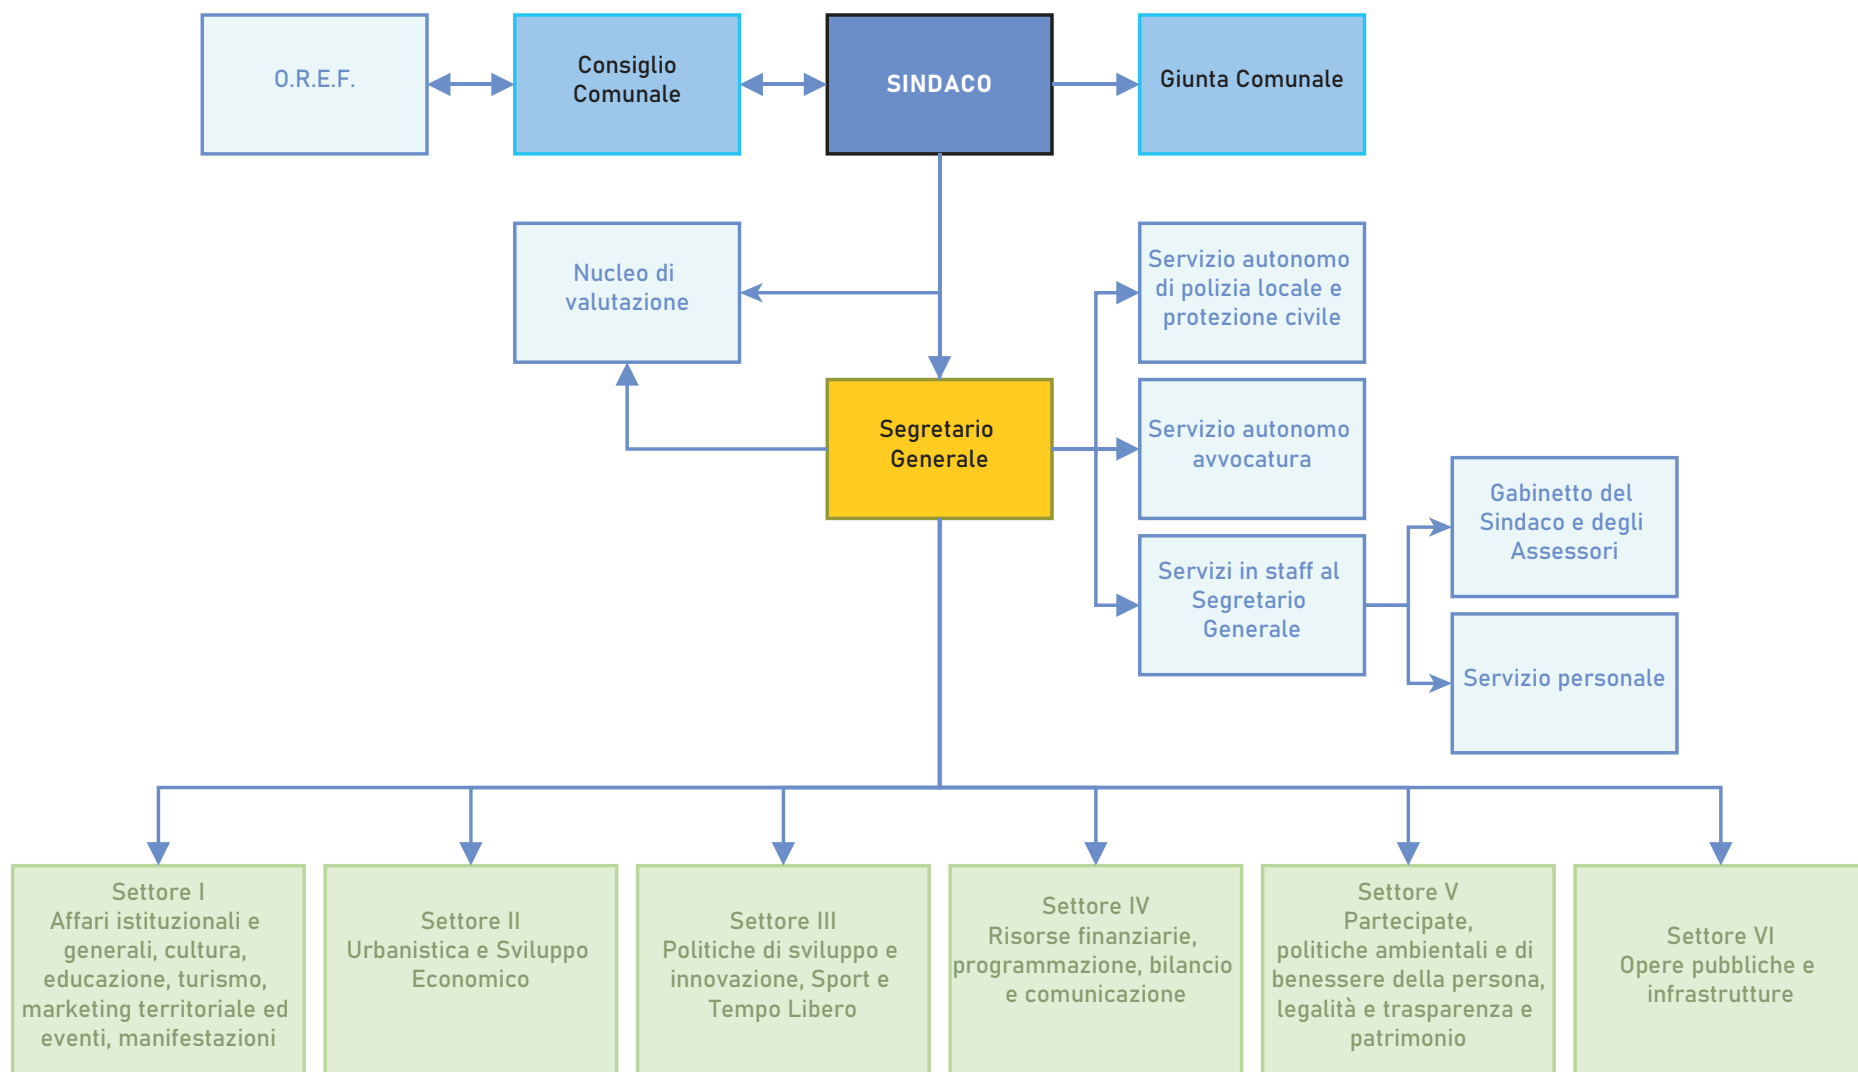 O.R.E.F.
Consiglio
Comunale
SINDACO
Giunta Comunale
Nucleo di
valutazione
Servizio autonomo
di polizia locale e
protezione civile
Segretario
Generale
Servizio autonomo
avvocatura
Gabinetto del
Sindaco e degli
Assessori
Servizi in staff al
Segretario
Generale
Servizio personale
Settore I
Affari istituzionali e
generali, cultura,
educazione, turismo,
marketing territoriale ed
eventi, manifestazioni
Settore II
Urbanistica e Sviluppo
Economico
Settore III
Politiche di sviluppo e
innovazione, Sport e
Tempo Libero
Settore IV
Risorse finanziarie,
programmazione, bilancio
e comunicazione
Settore V
Partecipate,
politiche ambientali e di
benessere della persona,
legalità e trasparenza e
patrimonio
Settore VI
Opere pubbliche e
infrastrutture